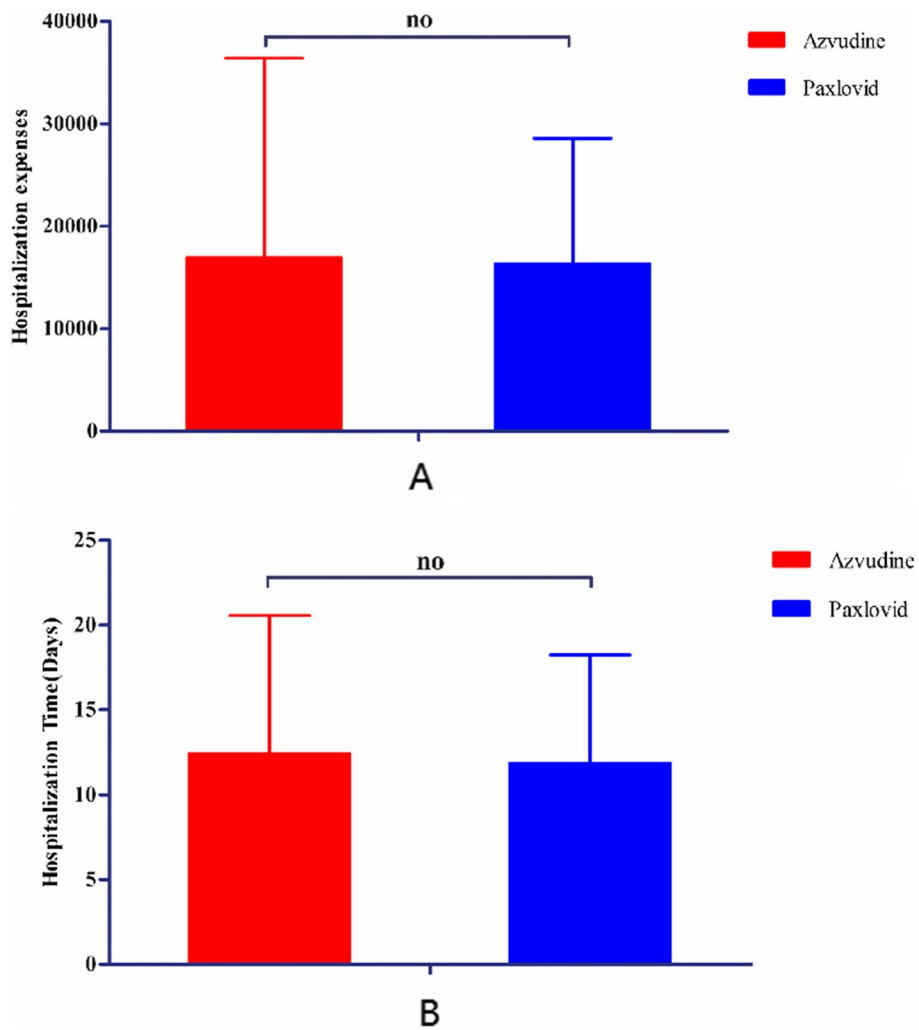 40000
30000
20000
10000
0
Hospitalization expenses
no
Azvudine
Paxlovid
A
25
20
15
10
5
0
Hospitalization Time(Days)
no
Azvudine
Paxlovid
B